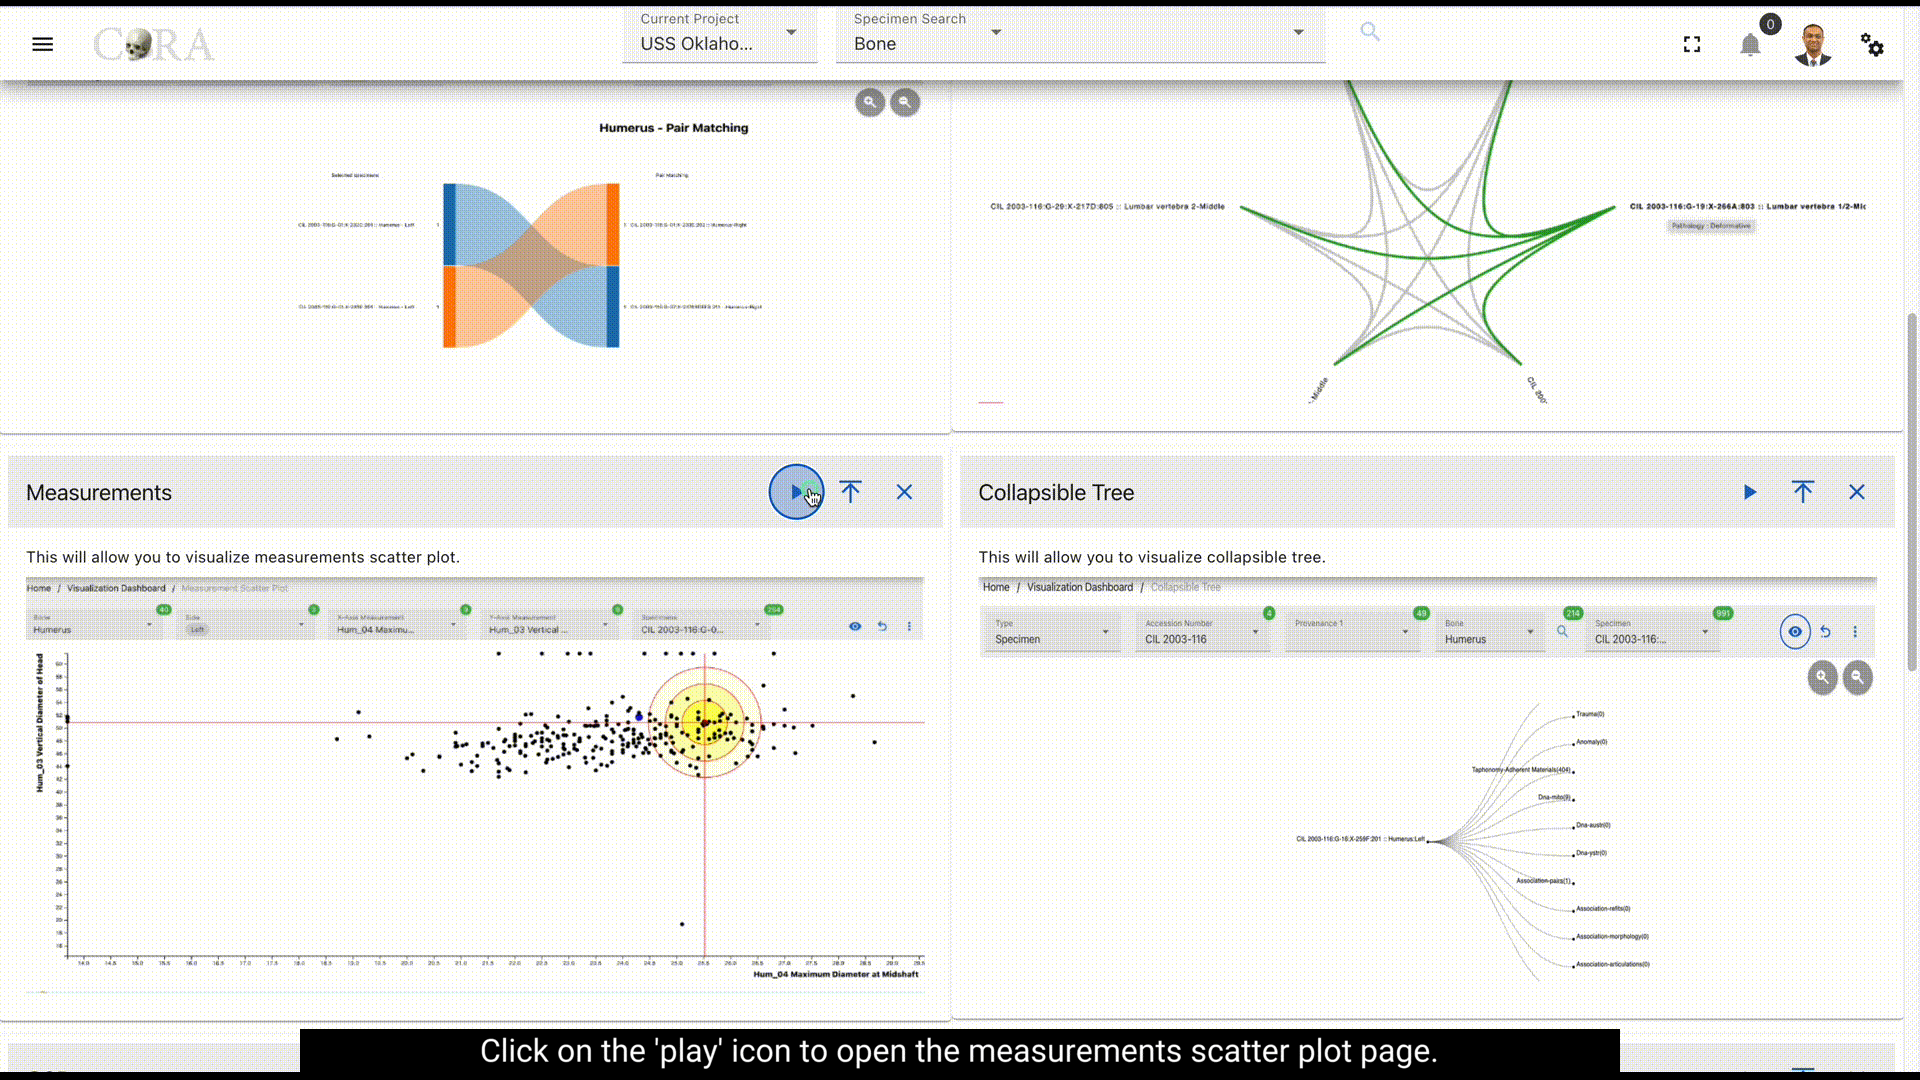 Current Project
USS Oklaho...
Specimen Search
Bone
0
CORA
Humerus - Pair Matching
Selected specimens
Pair Matching
CIL 2003-116:G-29:X-217D:805 :: Lumbar vertebra 2-Middle
CIL 2003-116:G-19:X-266A:803 :: Lumbar vertebra 1/2-Mic
Pathology : Deformative
-Middle
CIL 200
Measurements
This will allow you to visualize measurements scatter plot.
Home / Visualization Dashboard / Measurement Scatter Plot
Bone
Humerus
40
Side
Left
3
X-Axis Measurement
Hum_04 Maximu...
9
Y-Axis Measurement
Hum_03 Vertical ...
Specimens
CIL 2003-116:G-0...
Hum_03 Vertical Diameter of Head
Hum_04 Maximum Diameter at Midshaft
Collapsible Tree
This will allow you to visualize collapsible tree.
Home / Visualization Dashboard / Collapsible Tree
Type
Specimen
Accession Number
CIL 2003-116
4
Provenance 1
49
Bone
Humerus
214
Specimen
CIL 2003-116:...
991
Trauma(0)
Anomaly(0)
Taphonomy-Adherent Materials(404)
Dna-mito(9)
Dna-austr(0)
Dna-ystr(0)
CIL 2003-116:G-16:X-259F:201 :: Humerus:Left
Association-pairs(1)
Association-refits(0)
Association-morphology(0)
Association-articulations(0)
Click on the 'play' icon to open the measurements scatter plot page.